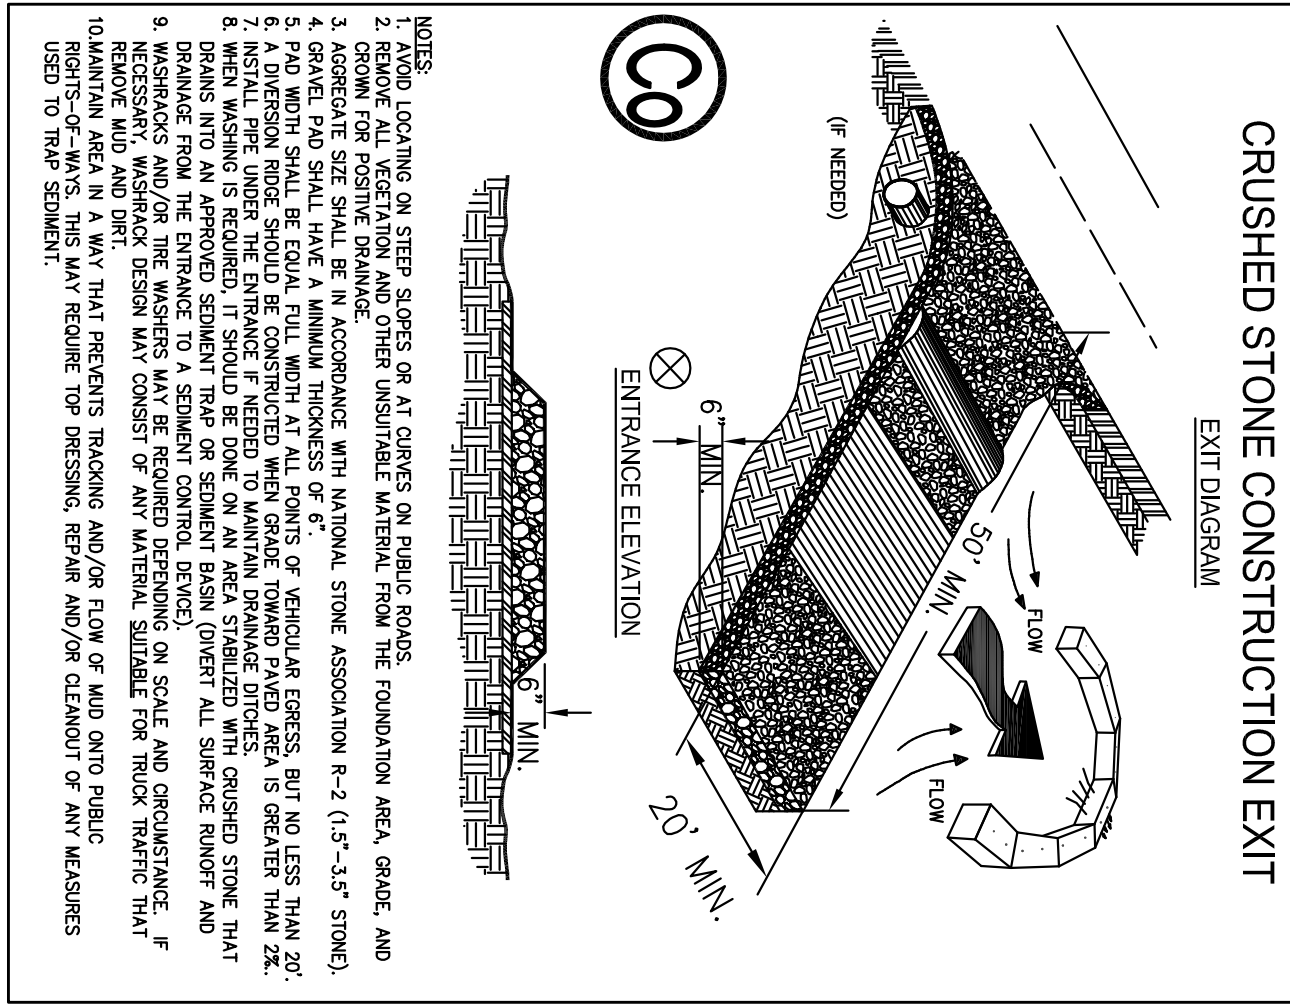 CRUSHED STONE CONSTRUCTION EXIT
EXIT DIAGRAM
50' MIN.
FLOW
FLOW
20' MIN.
(IF NEEDED)
6" MIN.
ENTRANCE ELEVATION
Co
6" MIN.
NOTES:
1. AVOID LOCATING ON STEEP SLOPES OR AT CURVES ON PUBLIC ROADS.
2. REMOVE ALL VEGETATION AND OTHER UNSUITABLE MATERIAL FROM THE FOUNDATION AREA, GRADE, AND
CROWN FOR POSITIVE DRAINAGE.
3. AGGREGATE SIZE SHALL BE IN ACCORDANCE WITH NATIONAL STONE ASSOCIATION R-2 (1.5"-3.5" STONE).
4. GRAVEL PAD SHALL HAVE A MINIMUM THICKNESS OF 6".
5. PAD WIDTH SHALL BE EQUAL FULL WIDTH AT ALL POINTS OF VEHICULAR EGRESS, BUT NO LESS THAN 20'.
6. A DIVERSION RIDGE SHOULD BE CONSTRUCTED WHEN GRADE TOWARD PAVED AREA IS GREATER THAN 2%..
7. INSTALL PIPE UNDER THE ENTRANCE IF NEEDED TO MAINTAIN DRAINAGE DITCHES.
8. WHEN WASHING IS REQUIRED, IT SHOULD BE DONE ON AN AREA STABILIZED WITH CRUSHED STONE THAT
DRAINS INTO AN APPROVED SEDIMENT TRAP OR SEDIMENT BASIN (DIVERT ALL SURFACE RUNOFF AND
DRAINAGE FROM THE ENTRANCE TO A SEDIMENT CONTROL DEVICE).
9. WASHRACKS AND/OR TIRE WASHERS MAY BE REQUIRED DEPENDING ON SCALE AND CIRCUMSTANCE. IF
NECESSARY, WASHRACK DESIGN MAY CONSIST OF ANY MATERIAL SUITABLE FOR TRUCK TRAFFIC THAT
REMOVE MUD AND DIRT.
10.MAINTAIN AREA IN A WAY THAT PREVENTS TRACKING AND/OR FLOW OF MUD ONTO PUBLIC
RIGHTS-OF-WAYS. THIS MAY REQUIRE TOP DRESSING, REPAIR AND/OR CLEANOUT OF ANY MEASURES
USED TO TRAP SEDIMENT.